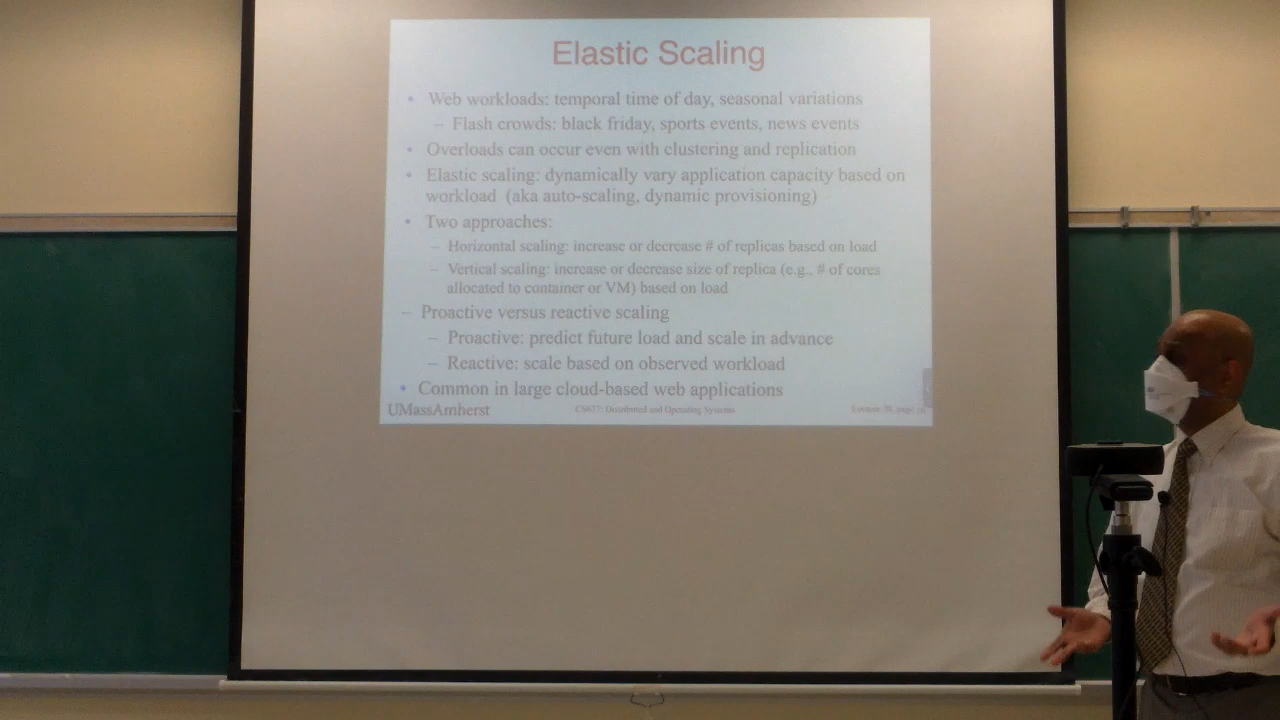 Elastic Scaling
• Web workloads: temporal time of day, seasonal variations
– Flash crowds: black friday, sports events, news events
• Overloads can occur even with clustering and replication
• Elastic scaling: dynamically vary application capacity based on
workload (aka auto-scaling, dynamic provisioning)
• Two approaches:
– Horizontal scaling: increase or decrease # of replicas based on load
– Vertical scaling: increase or decrease size of replica (e.g., # of cores
allocated to container or VM) based on load
– Proactive versus reactive scaling
– Proactive: predict future load and scale in advance
– Reactive: scale based on observed workload
• Common in large cloud-based web applications
UMassAmherst
CS677: Distributed and Operating Systems
Lecture page